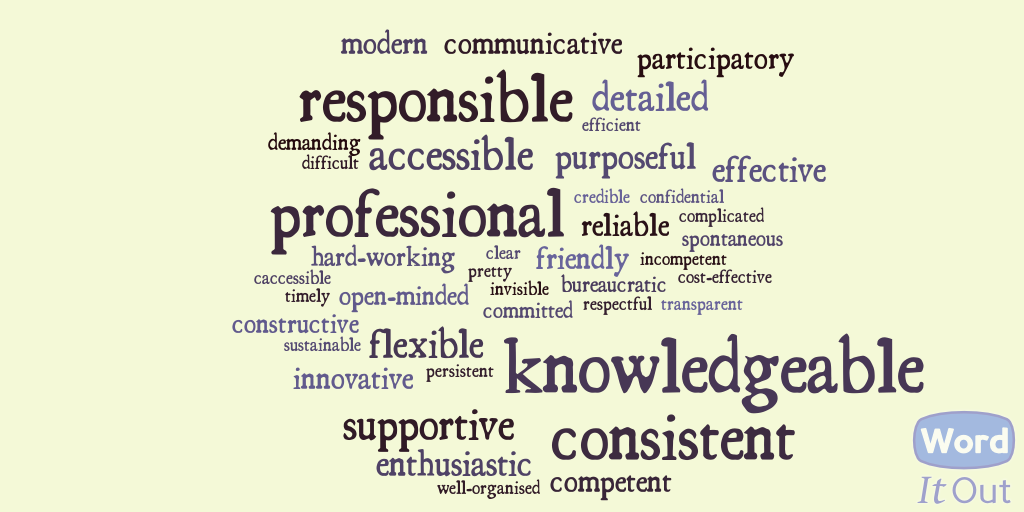 modern communicative
participatory
responsible detailed
efficient
demanding
difficult accessible purposeful effective
professional credible confidential
reliable complicated
spontaneous
hard-working clear friendly incompetent
caccessible pretty invisible bureaucratic cost-effective
timely open-minded committed respectful transparent
constructive
sustainable flexible knowledgeable
innovative persistent
supportive consistent
enthusiastic
well-organised competent
Word
It Out